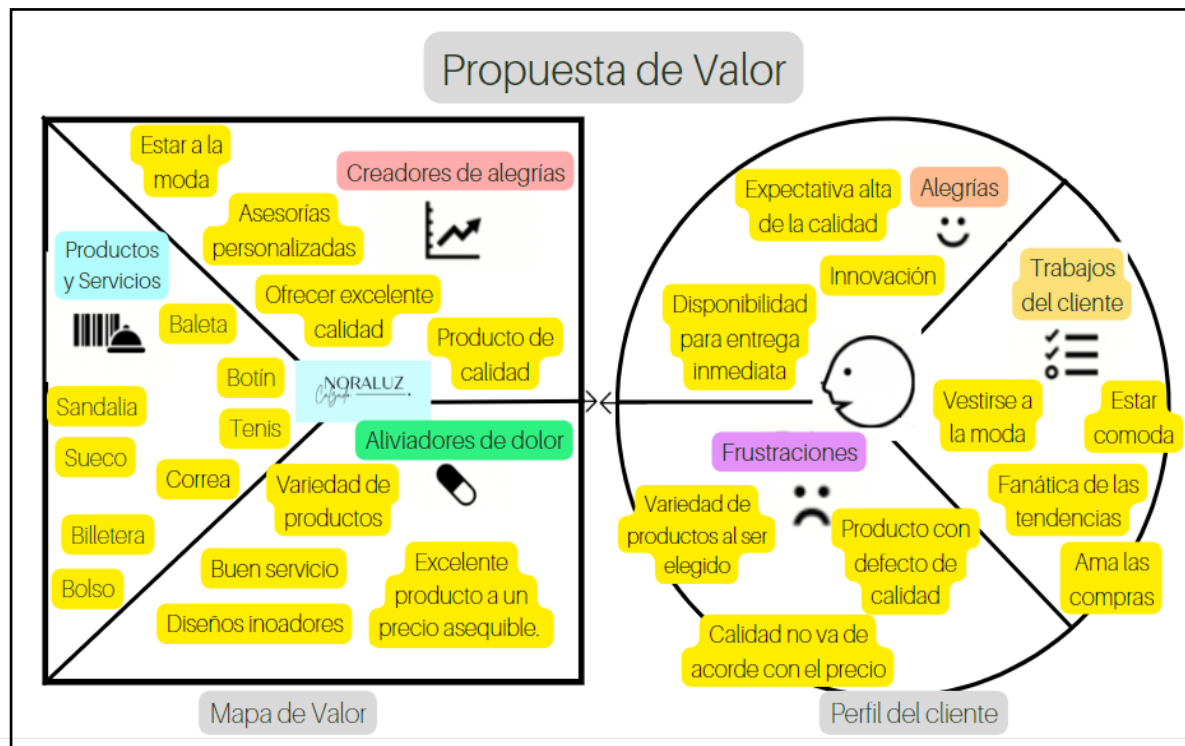 Propuesta de Valor
Estar a la
moda
Creadores de alegrías
Asesorías
personalizadas
Productos
y Servicios
Ofrecer excelente
calidad
Baleta
Producto de
calidad
Botín
NORALUZ
Calzado
Sandalia
Tenis
Sueco
Aliviadores de dolor
Correa
Variedad de
productos
Billetera
Buen servicio
Excelente
producto a un
precio asequible.
Bolso
Diseños inoadores
Mapa de Valor
Expectativa alta
de la calidad
Alegrías
Innovación
Trabajos
del cliente
Disponibilidad
para entrega
inmediata
Vestirse a
la moda
Estar
comoda
Frustraciones
Fanática de las
tendencias
Variedad de
productos al ser
elegido
Producto con
defecto de
calidad
Ama las
compras
Calidad no va de
acorde con el precio
Perfil del cliente